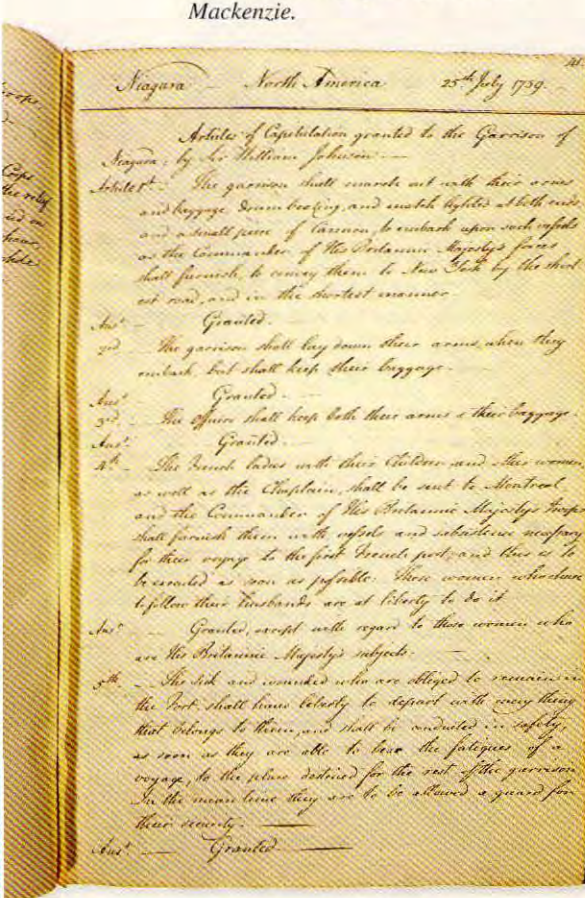 Mackenzie.
Niagara North America 25th July 1759.
Articles of Capitulation granted to the Garrison of
Niagara; by Sir William Johnson.
Article 1st. The garrison shall march out with their arms
and baggage, drums beating, and match lighted at both ends,
and a small piece of Cannon, to embark upon such vessels
as the Commander of His Britannic Majesty's forces
shall furnish, to convey them to New York by the short
est road, and in the shortest manner.
Ansr. Granted.
2nd The garrison shall lay down their arms, when they
embark, but shall keep their baggage.
Ansr. Granted.
3rd. The officers shall keep both their arms & their baggage.
Ansr. Granted.
4th. The French ladies with their Children, and other women
as well as the Chaplain, shall be sent to Montreal,
and the Commander of His Britannic Majesty's troops
shall furnish them with vessels and subsistence necessary
for their voyage to the first French port, and this is to
be executed as soon as possible. Those women who chuse
to follow their husbands are at liberty to do it.
Ansr. Granted, except with regard to those women who
are His Britannic Majesty's subjects.
5th. The sick and wounded who are obliged to remain in
the Fort, shall have liberty to depart with every thing
that belongs to them, and shall be conducted in safety,
as soon as they are able to bear the fatigues of a
voyage, to the place destined for the rest of the garrison
In the mean time they are to be allowed a guard for
their security.
Ansr. Granted